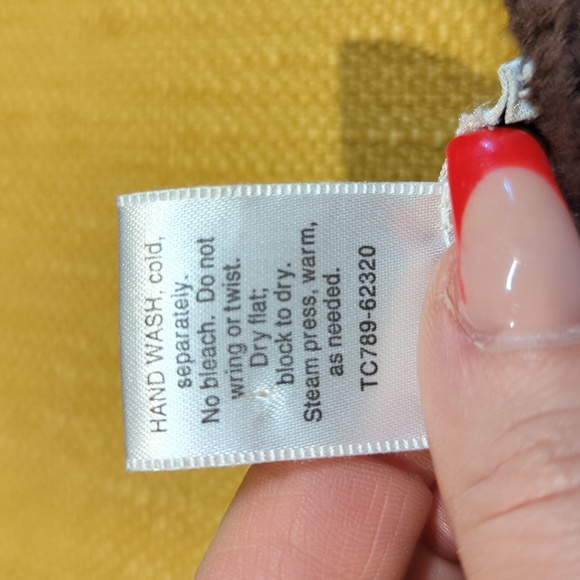 HAND WASH, cold,
separately.
No bleach. Do not
wring or twist.
Dry flat;
block to dry.
Steam press, warm,
as needed.
TC789-62320